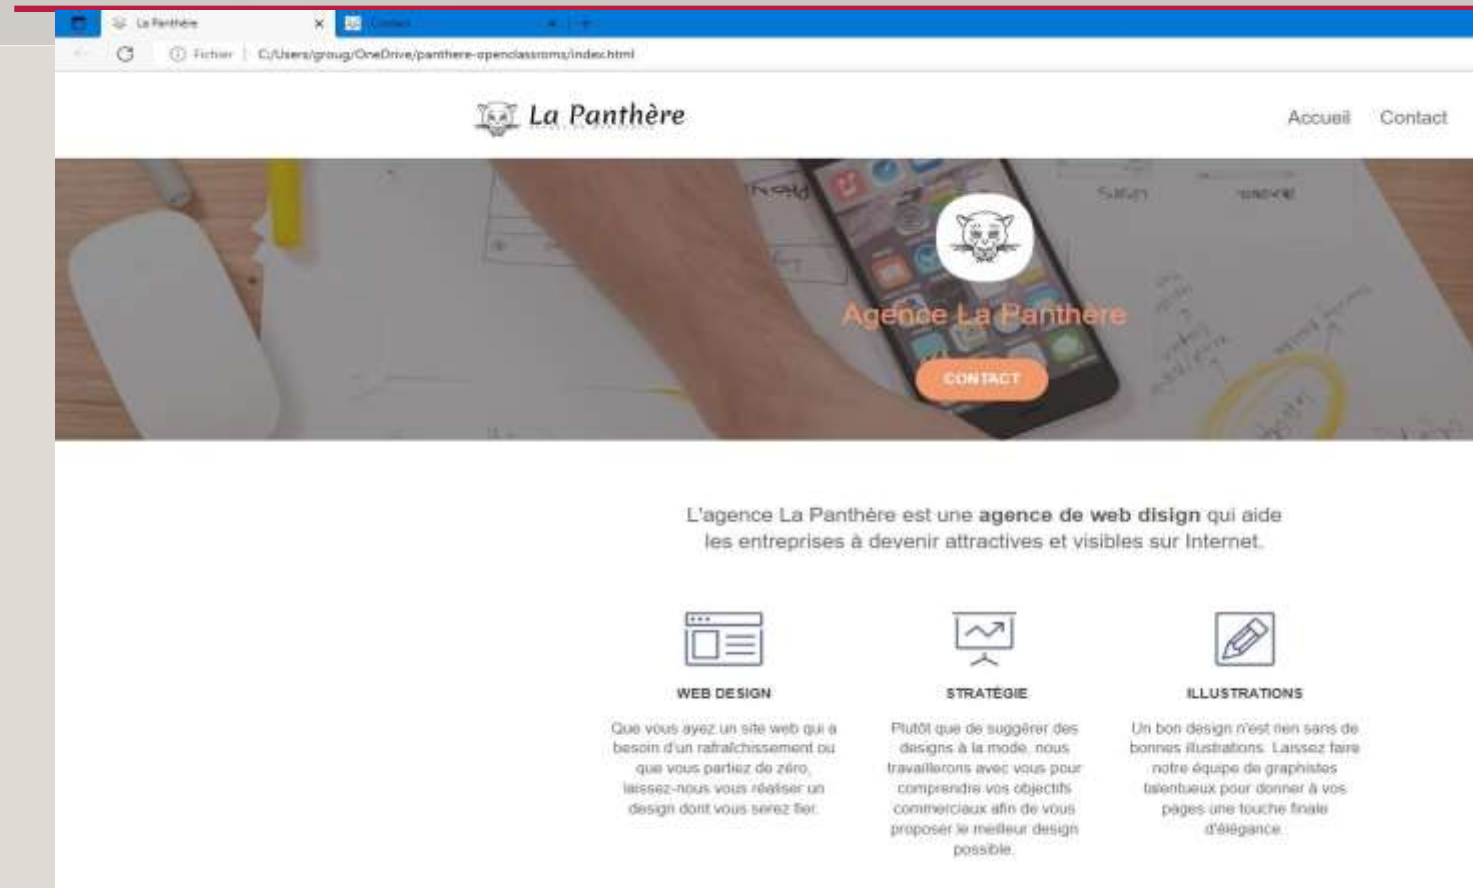 La Panthère
Contact
Fichier | C:/Users/groug/OneDrive/panthere-openclassroms/index.html
La Panthère
Accueil Contact
Agence La Panthère
CONTACT
L'agence La Panthère est une agence de web disign qui aide
les entreprises à devenir attractives et visibles sur Internet.
WEB DESIGN
Que vous ayez un site web qui a
besoin d'un rafraîchissement ou
que vous partiez de zéro,
laissez-nous vous réaliser un
design dont vous serez fier.
STRATÉGIE
Plutôt que de suggérer des
designs à la mode, nous
travaillerons avec vous pour
comprendre vos objectifs
commerciaux afin de vous
proposer le meilleur design
possible.
ILLUSTRATIONS
Un bon design n'est rien sans de
bonnes illustrations. Laissez faire
notre équipe de graphistes
talentueux pour donner à vos
pages une touche finale
d'élégance.